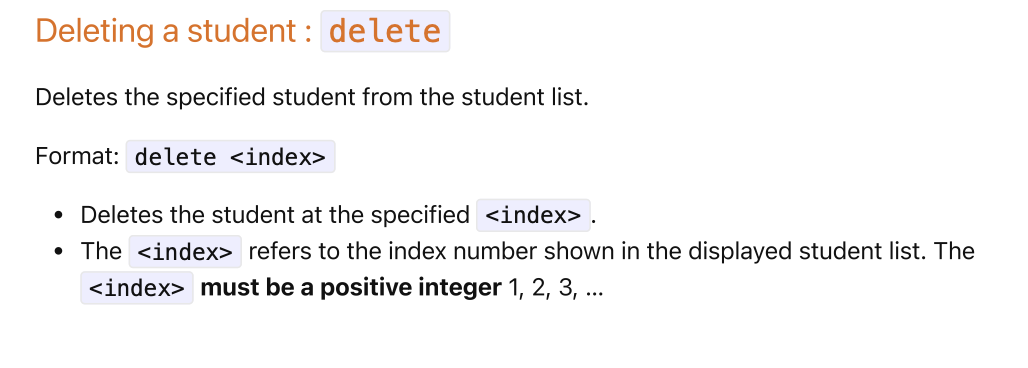 Deleting a student : delete
Deletes the specified student from the student list.
Format: delete <index>
• Deletes the student at the specified <index>.
• The <index> refers to the index number shown in the displayed student list. The
<index> must be a positive integer 1, 2, 3, …